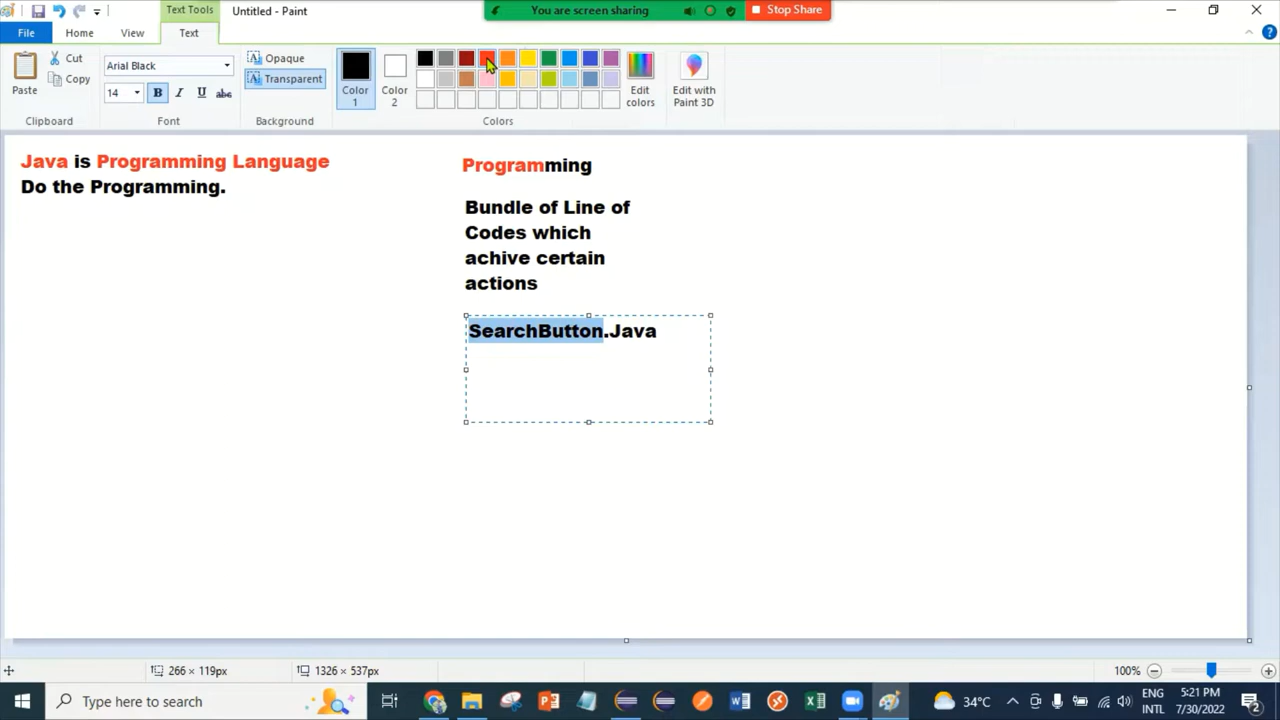 Untitled - Paint
Text Tools
You are screen sharing
Stop Share
File
Home
View
Text
Paste
Cut
Copy
Clipboard
Arial Black
14
B
I
U
abc
Font
Opaque
Transparent
Background
Color 1
Color 2
Edit colors
Edit with Paint 3D
Colors
Java is Programming Language
Do the Programming.
Programming
Bundle of Line of
Codes which
achive certain
actions
SearchButton.Java
266 × 119px
1326 × 537px
100%
Type here to search
34°C
ENG
INTL
5:21 PM
7/30/2022
2